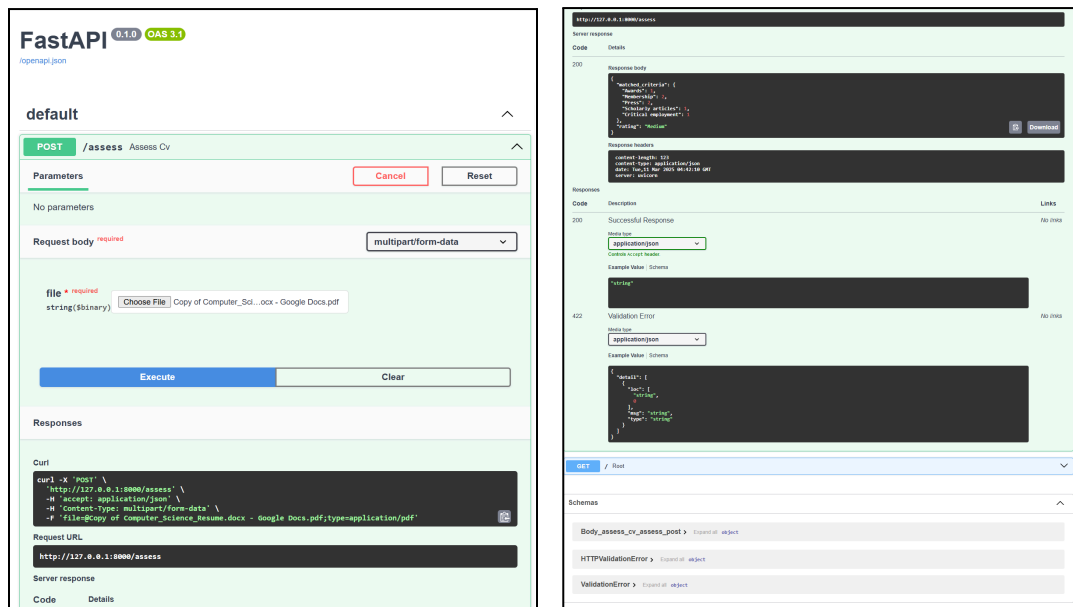 FastAPI 0.1.0 OAS 3.1
/openapi.json
default
POST /assess Assess Cv
Parameters
Cancel
Reset
No parameters
Request body required
multipart/form-data
file * required
string($binary)
Choose File Copy of Computer_Sci...ocx - Google Docs.pdf
Execute
Clear
Responses
Curl
curl -X 'POST' \
'http://127.0.0.1:8000/assess' \
-H 'accept: application/json' \
-H 'Content-Type: multipart/form-data' \
-F 'file=@Copy of Computer_Science_Resume.docx - Google Docs.pdf;type=application/pdf'
Request URL
http://127.0.0.1:8000/assess
Server response
Code Details
http://127.0.0.1:8000/assess
Server response
Code Details
200
Response body
{
"matched_criteria": {
"Awards":
"Membership":
"Press":
"Scholarly articles":
"Critical employment":
},
"rating": "Medium"
}
Download
Response headers
content-length: 123
content-type: application/json
date: Tue,11 Mar 2025 04:42:10 GMT
server: uvicorn
Responses
Code Description Links
200 Successful Response No links
Media type
application/json
Controls Accept header.
Example Value | Schema
"string"
422 Validation Error No links
Media type
application/json
Example Value | Schema
{
"detail": [
{
"loc": [
"string",
0
],
"msg": "string",
"type": "string"
}
]
}
GET / Root
Schemas
Body_assess_cv_assess_post > Expand all object
HTTPValidationError > Expand all object
ValidationError > Expand all object